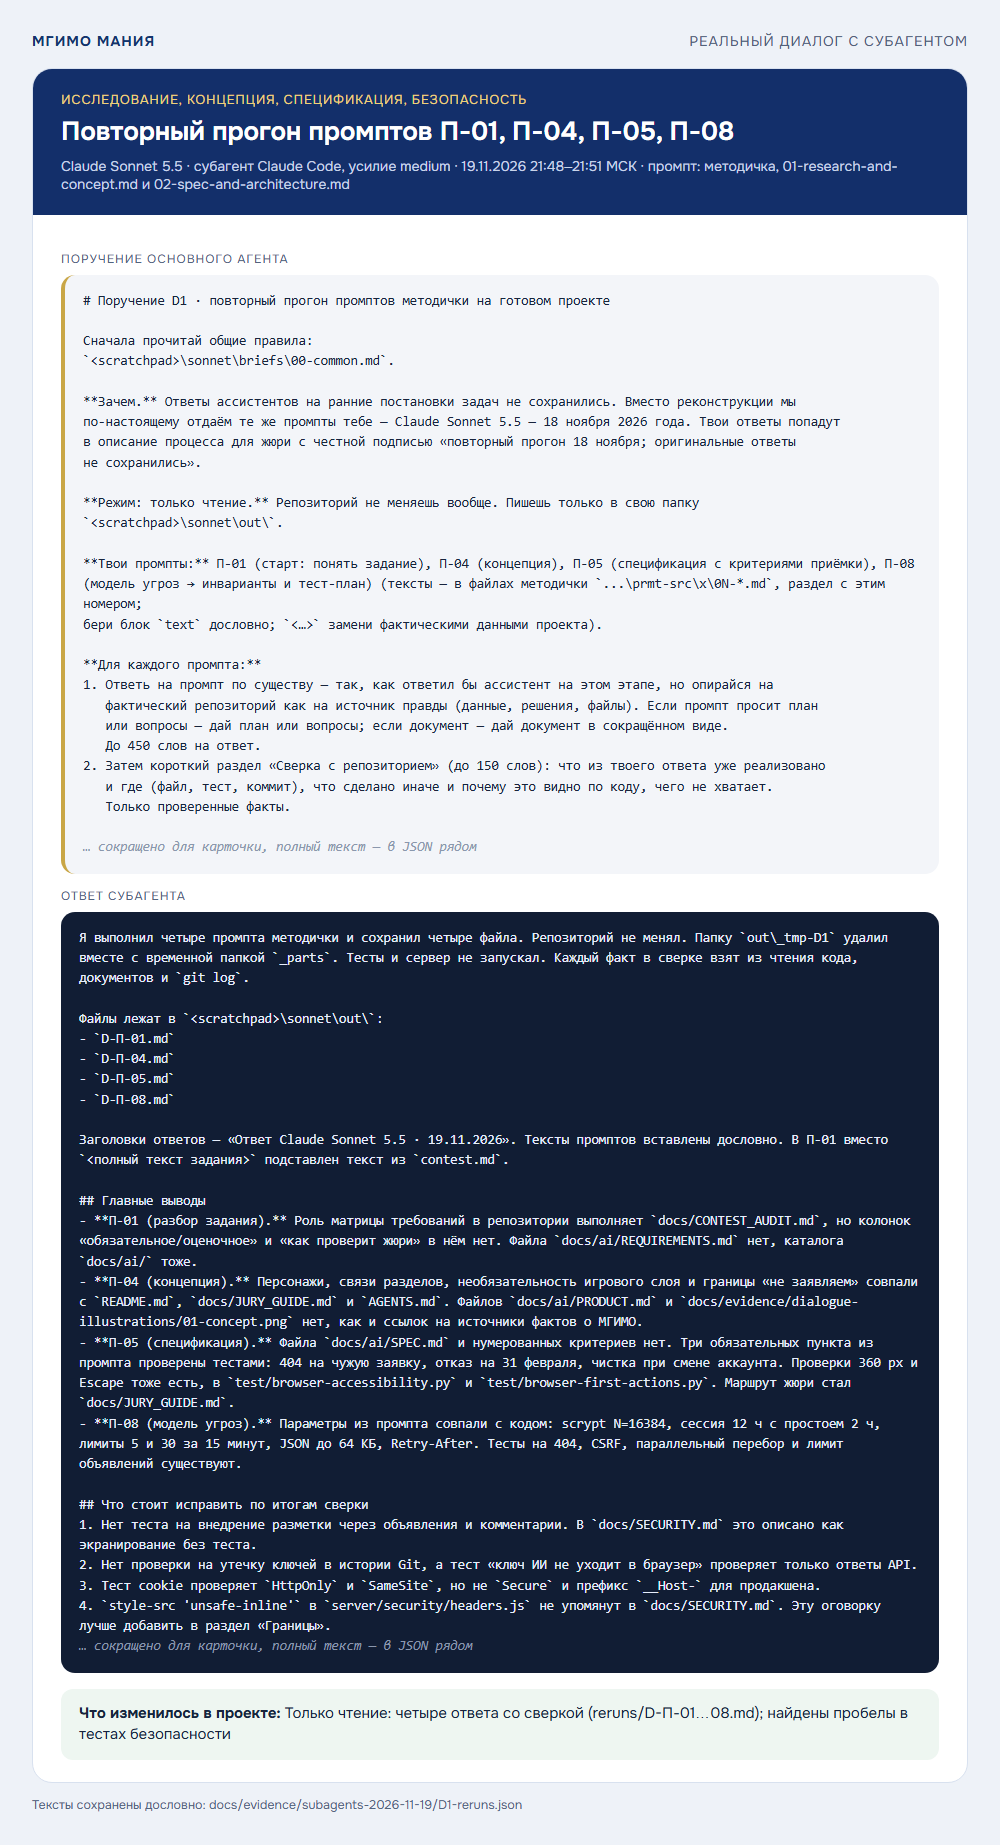 МГИМО МАНИЯ
РЕАЛЬНЫЙ ДИАЛОГ С СУБАГЕНТОМ
ИССЛЕДОВАНИЕ, КОНЦЕПЦИЯ, СПЕЦИФИКАЦИЯ, БЕЗОПАСНОСТЬ
Повторный прогон промптов П-01, П-04, П-05, П-08
Claude Sonnet 5.5 · субагент Claude Code, усилие medium · 19.11.2026 21:48–21:51 МСК · промпт: методичка, 01-research-and-
concept.md и 02-spec-and-architecture.md
ПОРУЧЕНИЕ ОСНОВНОГО АГЕНТА
# Поручение D1 · повторный прогон промптов методички на готовом проекте
Сначала прочитай общие правила:
`<scratchpad>\sonnet\briefs\00-common.md`.
**Зачем.** Ответы ассистентов на ранние постановки задач не сохранились. Вместо реконструкции мы
по-настоящему отдаём те же промпты тебе — Claude Sonnet 5.5 — 18 ноября 2026 года. Твои ответы попадут
в описание процесса для жюри с честной подписью «повторный прогон 18 ноября; оригинальные ответы
не сохранились».
**Режим: только чтение.** Репозиторий не меняешь вообще. Пишешь только в свою папку
`<scratchpad>\sonnet\out\`.
**Твои промпты:** П-01 (старт: понять задание), П-04 (концепция), П-05 (спецификация с критериями приёмки), П-08
(модель угроз → инварианты и тест-план) (тексты — в файлах методички `...\prmt-src\x\0N-*.md`, раздел с этим
номером;
бери блок `text` дословно; `<…>` замени фактическими данными проекта).
**Для каждого промпта:**
1. Ответь на промпт по существу — так, как ответил бы ассистент на этом этапе, но опирайся на
фактический репозиторий как на источник правды (данные, решения, файлы). Если промпт просит план
или вопросы — дай план или вопросы; если документ — дай документ в сокращённом виде.
До 450 слов на ответ.
2. Затем короткий раздел «Сверка с репозиторием» (до 150 слов): что из твоего ответа уже реализовано
и где (файл, тест, коммит), что сделано иначе и почему это видно по коду, чего не хватает.
Только проверенные факты.
… сокращено для карточки, полный текст — в JSON рядом
ОТВЕТ СУБАГЕНТА
Я выполнил четыре промпта методички и сохранил четыре файла. Репозиторий не менял. Папку `out\_tmp-D1` удалил
вместе с временной папкой `_parts`. Тесты и сервер не запускал. Каждый факт в сверке взят из чтения кода,
документов и `git log`.
Файлы лежат в `<scratchpad>\sonnet\out\`:
- `D-П-01.md`
- `D-П-04.md`
- `D-П-05.md`
- `D-П-08.md`
Заголовки ответов — «Ответ Claude Sonnet 5.5 · 19.11.2026». Тексты промптов вставлены дословно. В П-01 вместо
`<полный текст задания>` подставлен текст из `contest.md`.
## Главные выводы
- **П-01 (разбор задания).** Роль матрицы требований в репозитории выполняет `docs/CONTEST_AUDIT.md`, но колонок
«обязательное/оценочное» и «как проверит жюри» в нём нет. Файла `docs/ai/REQUIREMENTS.md` нет, каталога
`docs/ai/` тоже.
- **П-04 (концепция).** Персонажи, связи разделов, необязательность игрового слоя и границы «не заявляем» совпали
с `README.md`, `docs/JURY_GUIDE.md` и `AGENTS.md`. Файлов `docs/ai/PRODUCT.md` и `docs/evidence/dialogue-
illustrations/01-concept.png` нет, как и ссылок на источники фактов о МГИМО.
- **П-05 (спецификация).** Файла `docs/ai/SPEC.md` и нумерованных критериев нет. Три обязательных пункта из
промпта проверены тестами: 404 на чужую заявку, отказ на 31 февраля, чистка при смене аккаунта. Проверки 360 px и
Escape тоже есть, в `test/browser-accessibility.py` и `test/browser-first-actions.py`. Маршрут жюри стал
`docs/JURY_GUIDE.md`.
- **П-08 (модель угроз).** Параметры из промпта совпали с кодом: scrypt N=16384, сессия 12 ч с простоем 2 ч,
лимиты 5 и 30 за 15 минут, JSON до 64 КБ, Retry-After. Тесты на 404, CSRF, параллельный перебор и лимит
объявлений существуют.
## Что стоит исправить по итогам сверки
1. Нет теста на внедрение разметки через объявления и комментарии. В `docs/SECURITY.md` это описано как
экранирование без теста.
2. Нет проверки на утечку ключей в истории Git, а тест «ключ ИИ не уходит в браузер» проверяет только ответы API.
3. Тест cookie проверяет `HttpOnly` и `SameSite`, но не `Secure` и префикс `__Host-` для продакшена.
4. `style-src 'unsafe-inline'` в `server/security/headers.js` не упомянут в `docs/SECURITY.md`. Эту оговорку
лучше добавить в раздел «Границы».
… сокращено для карточки, полный текст — в JSON рядом
Что изменилось в проекте: Только чтение: четыре ответа со сверкой (reruns/D-П-01…08.md); найдены пробелы в
тестах безопасности
Тексты сохранены дословно: docs/evidence/subagents-2026-11-19/D1-reruns.json